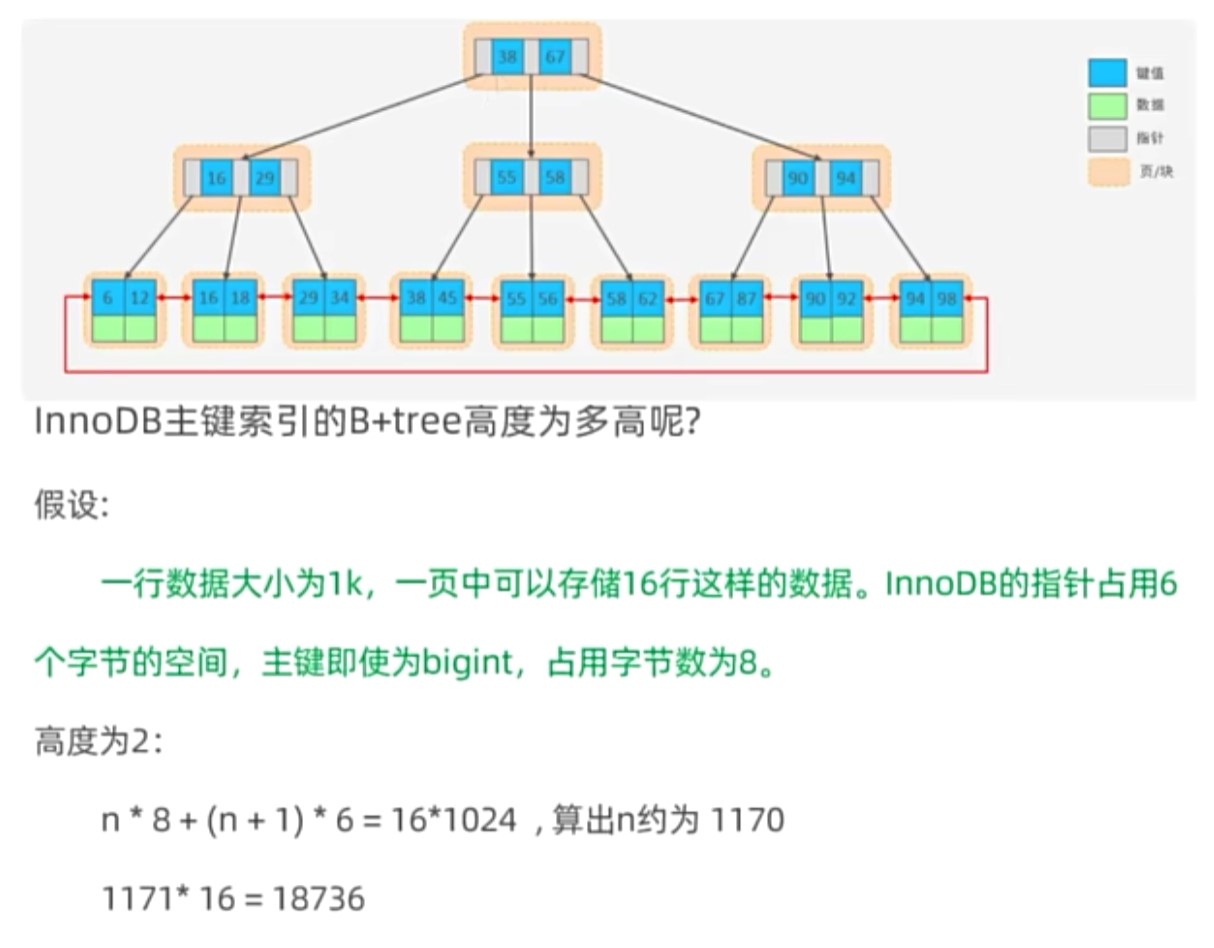 38 67
键值
数据
指针
页/块
16 29
55 58
90 94
6 12 16 18 29 34 38 45 55 56 58 62 67 87 90 92 94 98
InnoDB主键索引的B+tree高度为多高呢?
假设:
一行数据大小为1k，一页中可以存储16行这样的数据。InnoDB的指针占用6
个字节的空间，主键即使为bigint，占用字节数为8。
高度为2：
n * 8 + (n + 1) * 6 = 16*1024 , 算出n约为 1170
1171* 16 = 18736